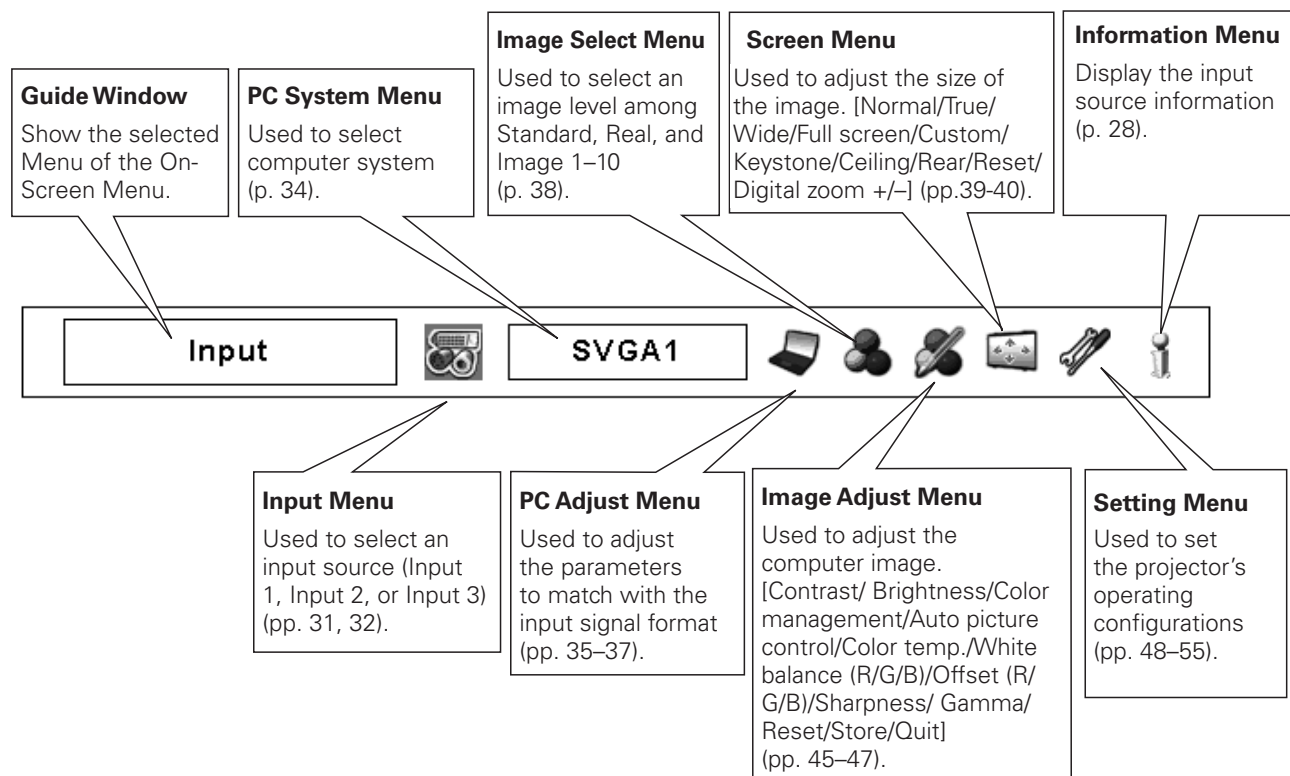 Guide Window
Show the selected
Menu of the On-
Screen Menu.
PC System Menu
Used to select
computer system
(p. 34).
Image Select Menu
Used to select an
image level among
Standard, Real, and
Image 1–10
(p. 38).
Screen Menu
Used to adjust the size of
the image. [Normal/True/
Wide/Full screen/Custom/
Keystone/Ceiling/Rear/Reset/
Digital zoom +/–] (pp.39-40).
Information Menu
Display the input
source information
(p. 28).
Input
SVGA1
Input Menu
Used to select an
input source (Input
1, Input 2, or Input 3)
(pp. 31, 32).
PC Adjust Menu
Used to adjust
the parameters
to match with the
input signal format
(pp. 35–37).
Image Adjust Menu
Used to adjust the
computer image.
[Contrast/ Brightness/Color
management/Auto picture
control/Color temp./White
balance (R/G/B)/Offset (R/
G/B)/Sharpness/ Gamma/
Reset/Store/Quit]
(pp. 45–47).
Setting Menu
Used to set
the projector’s
operating
configurations
(pp. 48–55).